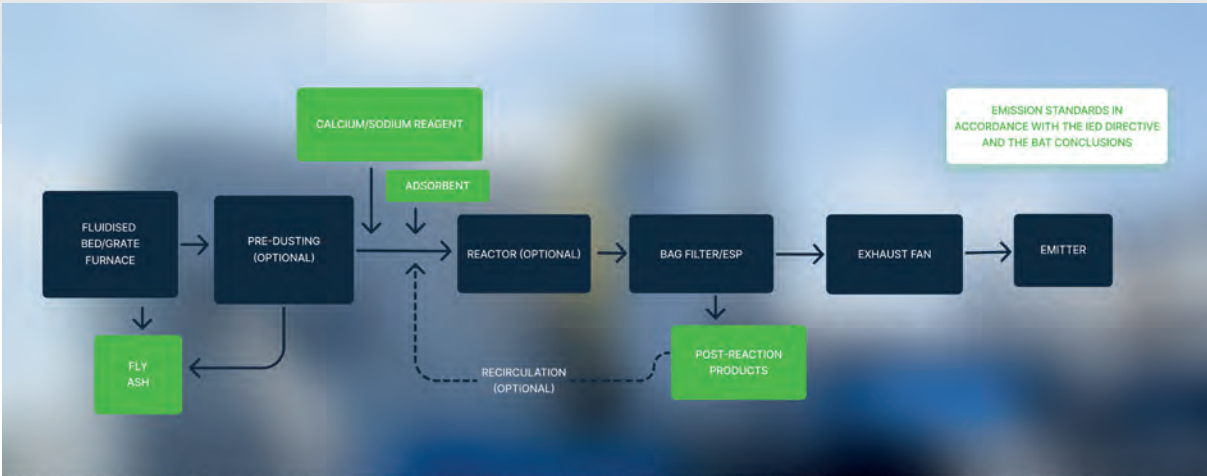 CALCIUM/SODIUM REAGENT
EMISSION STANDARDS IN
ACCORDANCE WITH THE IED DIRECTIVE
AND THE BAT CONCLUSIONS
ADSORBENT
FLUIDISED
BED/GRATE
FURNACE
PRE-DUSTING
(OPTIONAL)
REACTOR (OPTIONAL)
BAG FILTER/ESP
EXHAUST FAN
EMITTER
FLY
ASH
RECIRCULATION
(OPTIONAL)
POST-REACTION
PRODUCTS